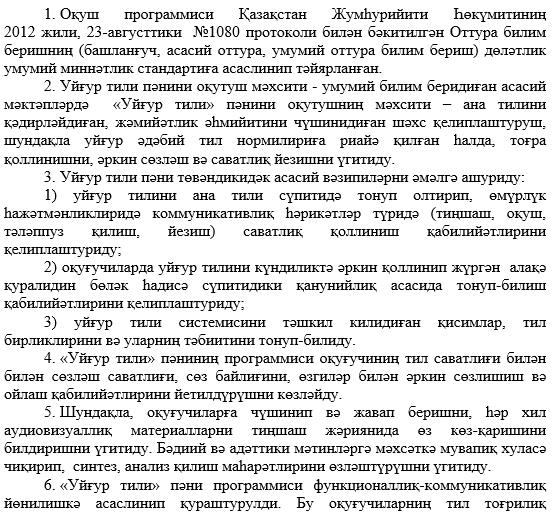 1. Оқуш программиси Қазақстан Жумһурийити Һөкүмитиниң
2012 жили, 23-августтики №1080 протоколи билән бәкитилгән Оттура билим
беришниң (башланғуч, асасий оттура, умумий оттура билим бериш) дөләтлик
умумий миннәтлик стандартиға асаслинип тәйярланған.
2. Уйғур тили пәнини оқутуш мәхсити - умумий билим беридиған асасий
мәктәпләрдә «Уйғур тили» пәнини оқутушниң мәхсити – ана тилини
қәдирләйдиған, жәмийәтлик әһмийитини чүшинидиған шәхс қелиплаштуруш,
шундақла уйғур әдәбий тил нормилириға риайә қилған һалда, тоғра
қоллинишни, әркин сөзләш вә саватлиқ йезишни үгитиду.
3. Уйғур тили пәни төвәндикидәк асасий вәзипиләрни әмәлгә ашуриду:
1) уйғур тилини ана тили сүпитидә тонуп олтирип, өмүрлүк
һажәтмәнликлиридә коммуникативлиқ һәрикәтләр түридә (тиңшаш, оқуш,
тәләппуз қилиш, йезиш) саватлиқ қоллиниш қабилийәтлирини
қелиплаштуриду;
2) оқуғучиларда уйғур тилини күндиликтә әркин қоллинип жүргән алақә
қуралидин бөләк һадисә сүпитидики қанунийлиқ асасида тонуп-билиш
қабилийәтлирини қелиплаштуриду;
3) уйғур тили системисини тәшкил килидиған қисимлар, тил
бирликлирини вә уларниң тәбиитини тонуп-билиду.
4. «Уйғур тили» пәниниң программиси оқуғучиниң тил саватлиғи билән
билән сөзләш саватлиғи, сөз байлиғини, өзгиләр билән әркин сөзлишиш вә
ойлаш қабилийәтлирини йетилдүрүшни көзләйду.
5. Шундақла, оқуғучиларға чүшинип вә жавап беришни, һәр хил
аудиовизуаллиқ материалларни тиңшаш жәриянида өз көз-қаришини
билдиришни үгитиду. Бәдиий вә адәттики мәтинләргә мәхсәткә мувапиқ хуласә
чиқирип, синтез, анализ қилиш маһарәтлирини өзләштүрүшни үгитиду.
6. «Уйғур тили» пәни программиси функционаллиқ-коммуникативлиқ
йөнилишкә асаслинип қураштурулди. Бу оқуғучиларниң тил тоғрилиқ